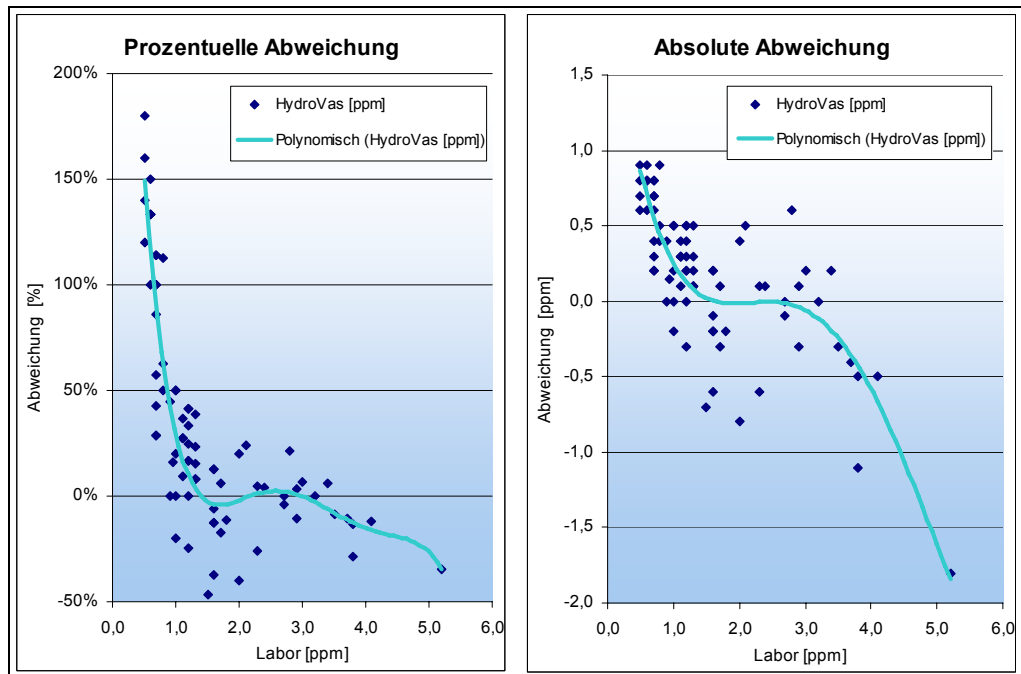 Prozentuelle Abweichung
200%
150%
100%
50%
0%
-50%
Abweichung [%]
HydroVas [ppm]
Polynomisch (HydroVas [ppm])
0,0 1,0 2,0 3,0 4,0 5,0 6,0
Labor [ppm]
Absolute Abweichung
1,5
1,0
0,5
0,0
-0,5
-1,0
-1,5
-2,0
Abweichung [ppm]
HydroVas [ppm]
Polynomisch (HydroVas [ppm])
0,0 1,0 2,0 3,0 4,0 5,0 6,0
Labor [ppm]